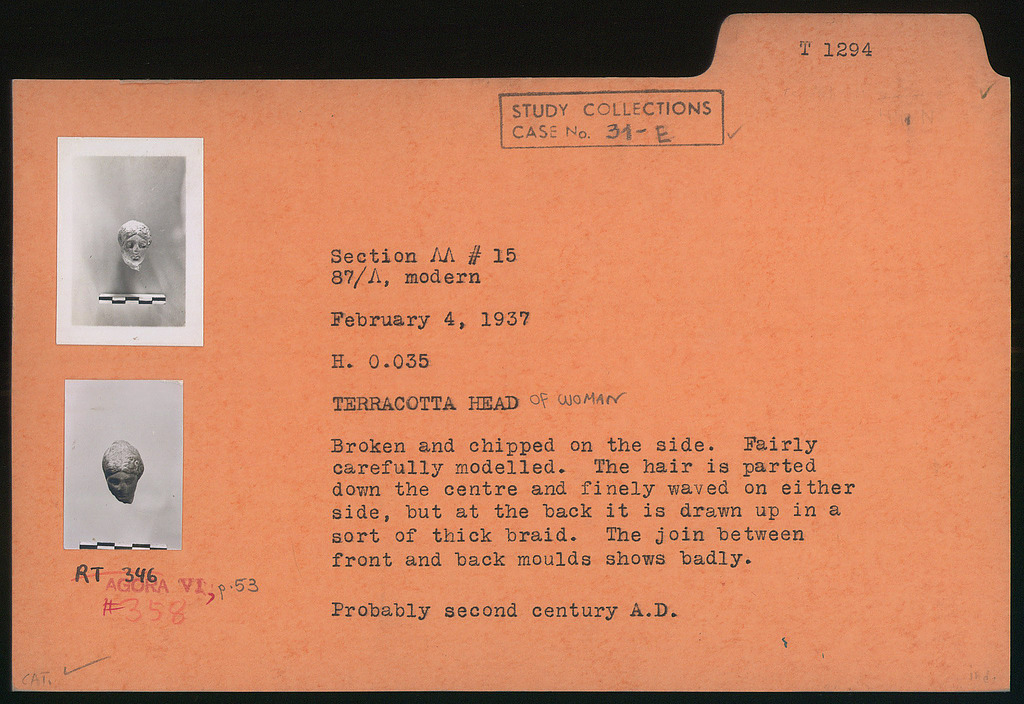 T 1294
STUDY COLLECTIONS
CASE No. 31-E
Section ΛΛ # 15
87/Λ, modern
February 4, 1937
H. 0.035
TERRACOTTA HEAD OF WOMAN
Broken and chipped on the side. Fairly
carefully modelled. The hair is parted
down the centre and finely waved on either
side, but at the back it is drawn up in a
sort of thick braid. The join between
front and back moulds shows badly.
Probably second century A.D.
RT 346
AGORA VI, p.53
#358
CAT.